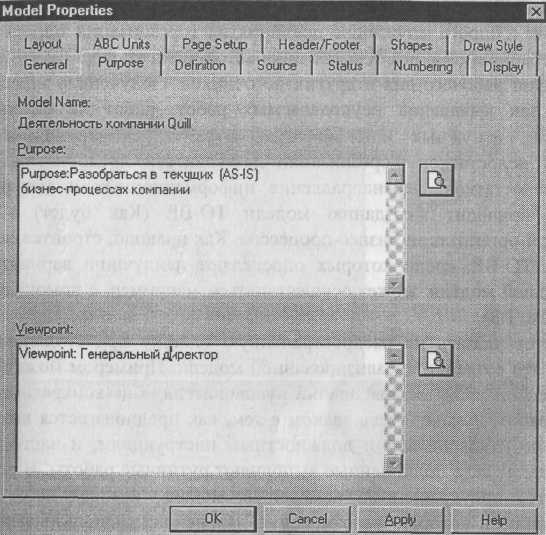 Model Properties
Layout ABC Units Page Setup Header/Footer Shapes Draw Style
General Purpose Definition Source Status Numbering Display
Model Name:
Деятельность компании Quill
Purpose:
Purpose:Разобраться в текущих (AS-IS)
бизнес-процессах компании
Viewpoint:
Viewpoint: Генеральный директор
OK Cancel Apply Help